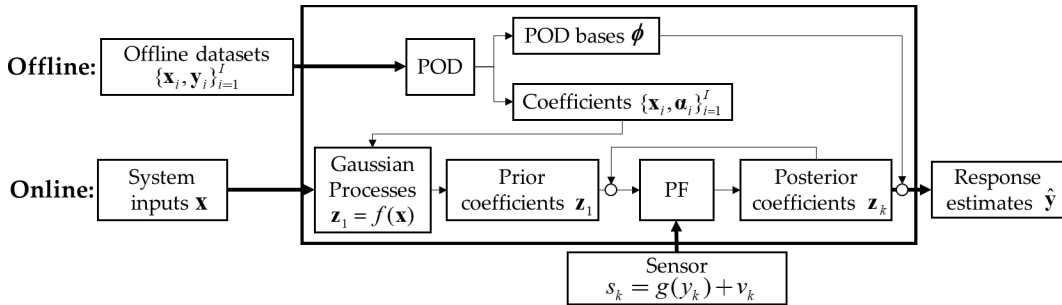 Offline:
Offline datasets
{x_i, y_i}_{i=1}^I
POD
POD bases ϕ
Coefficients {x_i, α_i}_{i=1}^I
Online:
System
inputs x
Gaussian
Processes
z_1 = f(x)
Prior
coefficients z_1
PF
Posterior
coefficients z_k
Response
estimates ŷ
Sensor
s_k = g(y_k) + v_k